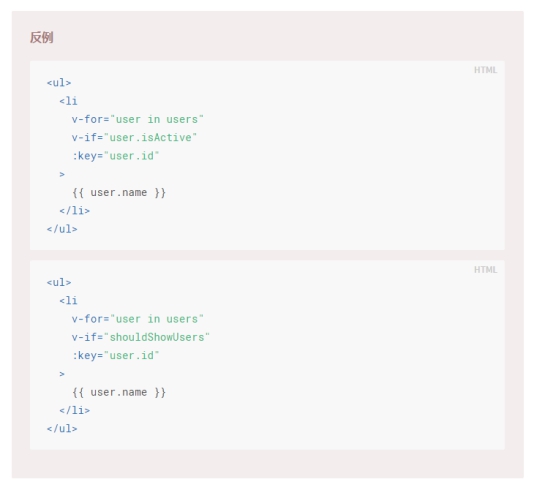 反例
HTML
<ul>
  <li
    v-for="user in users"
    v-if="user.isActive"
    :key="user.id"
  >
    {{ user.name }}
  </li>
</ul>
HTML
<ul>
  <li
    v-for="user in users"
    v-if="shouldShowUsers"
    :key="user.id"
  >
    {{ user.name }}
  </li>
</ul>